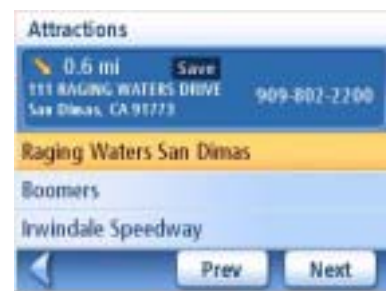 Attractions
0.6 mi Save
111 RAGING WATERS DRIVE 909-802-2200
San Dimas, CA 91773
Raging Waters San Dimas
Boomers
Irwindale Speedway
Prev Next